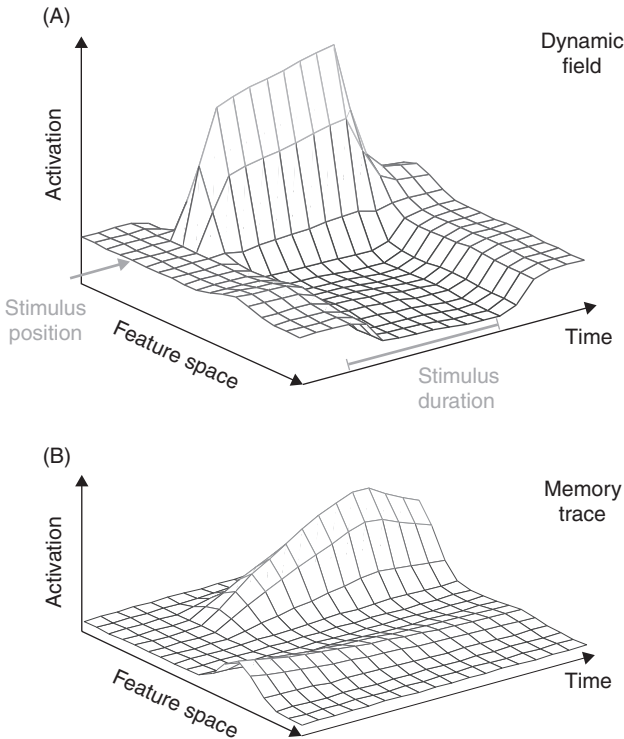 (A)
Dynamic
field
Activation
Stimulus
position
Feature space
Time
Stimulus
duration
(B)
Memory
trace
Activation
Feature space
Time